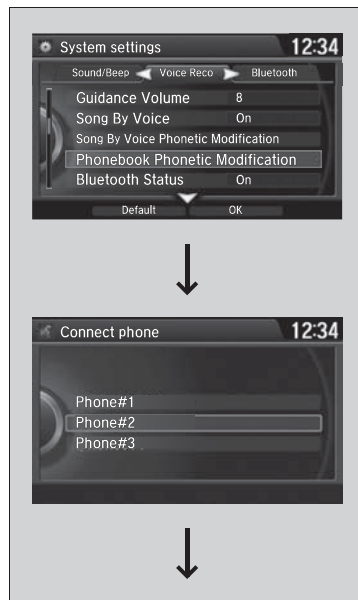 System settings 12:34
Sound/Beep Voice Reco Bluetooth
Guidance Volume 8
Song By Voice On
Song By Voice Phonetic Modification
Phonebook Phonetic Modification
Bluetooth Status On
Default OK
Connect phone 12:34
Phone#1
Phone#2
Phone#3